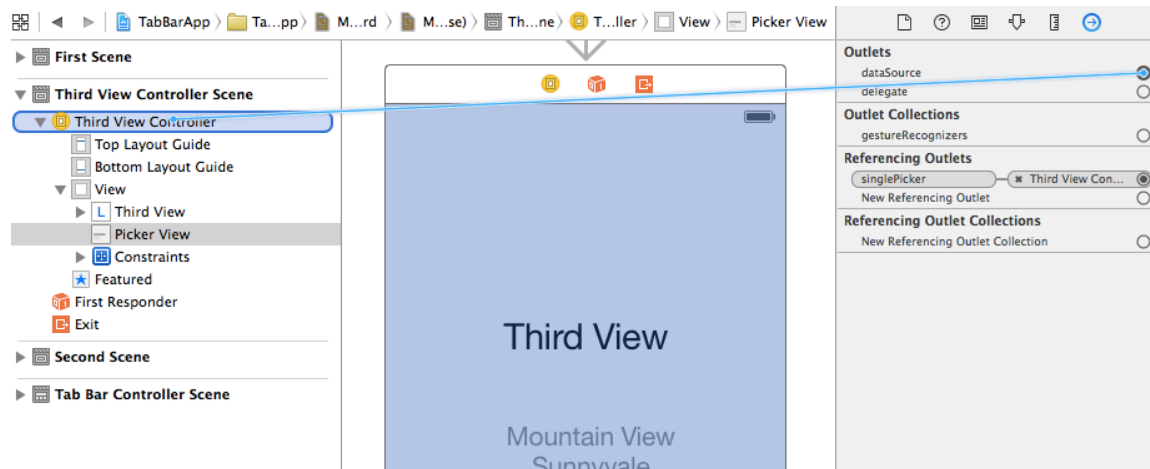 TabBarApp Ta...pp) M...rd M...se) Th...ne) T...ller View Picker View
First Scene
Third View Controller Scene
Third View Controller
Top Layout Guide
Bottom Layout Guide
View
L Third View
Picker View
Constraints
Featured
First Responder
Exit
Second Scene
Tab Bar Controller Scene
Third View
Mountain View
Sunnyvale
Outlets
dataSource
delegate
Outlet Collections
gestureRecognizers
Referencing Outlets
singlePicker Third View Con...
New Referencing Outlet
Referencing Outlet Collections
New Referencing Outlet Collection